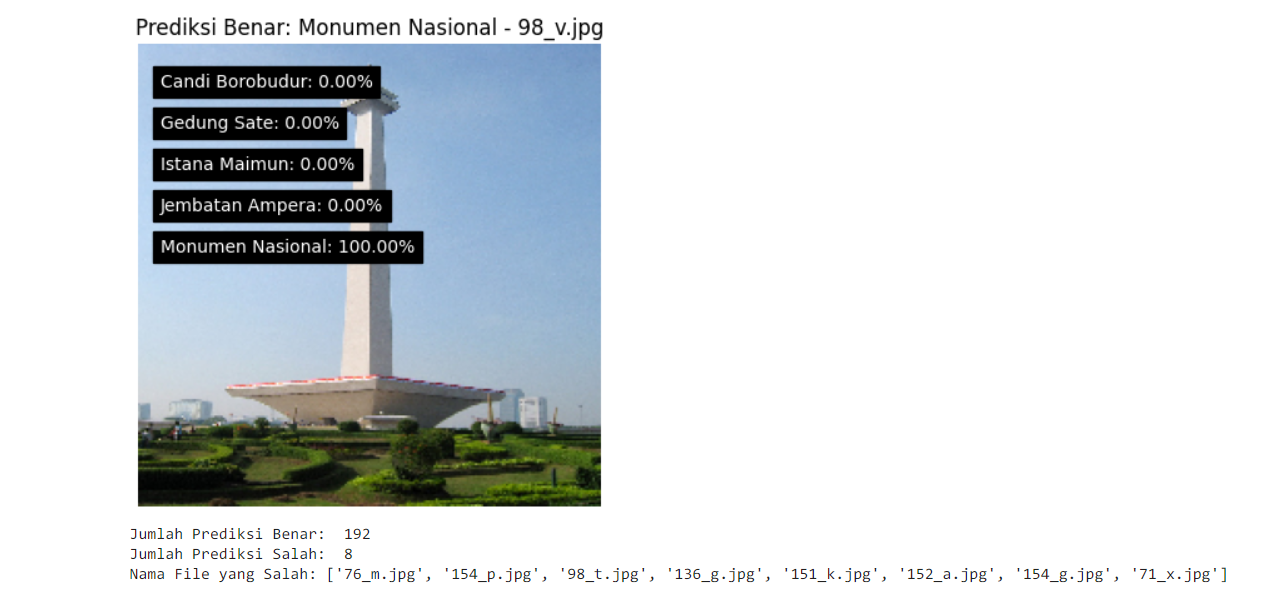 Prediksi Benar: Monumen Nasional - 98_v.jpg
Candi Borobudur: 0.00%
Gedung Sate: 0.00%
Istana Maimun: 0.00%
Jembatan Ampera: 0.00%
Monumen Nasional: 100.00%
Jumlah Prediksi Benar:  192
Jumlah Prediksi Salah:  8
Nama File yang Salah: ['76_m.jpg', '154_p.jpg', '98_t.jpg', '136_g.jpg', '151_k.jpg', '152_a.jpg', '154_g.jpg', '71_x.jpg']